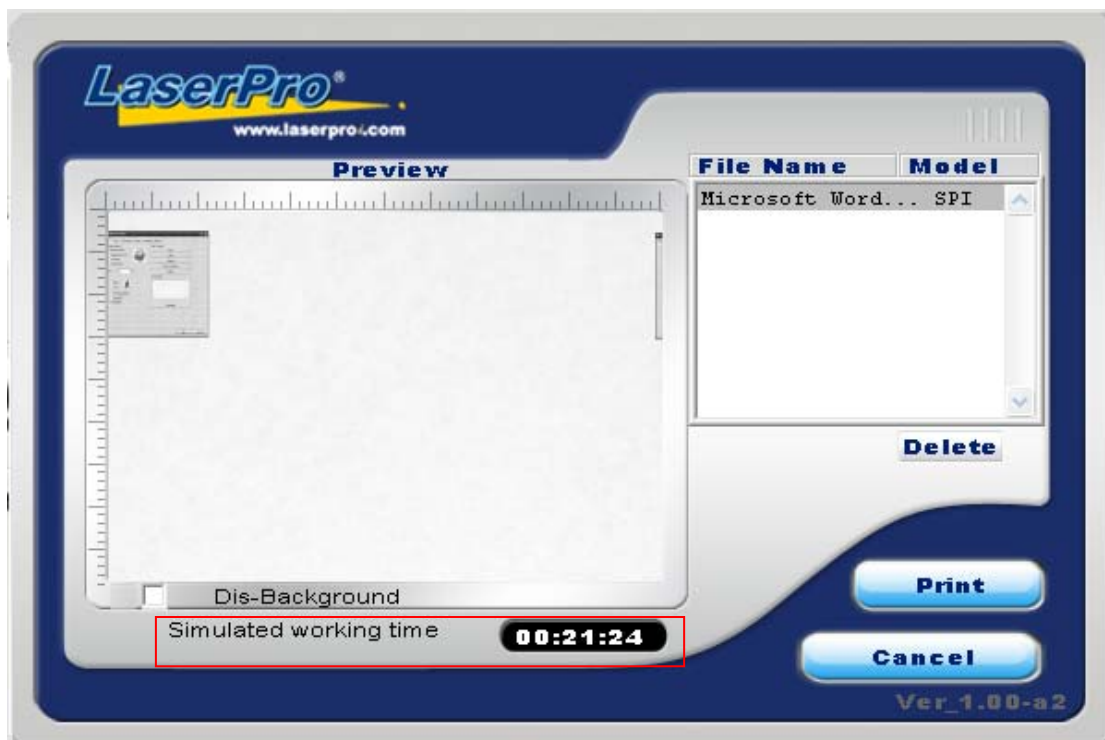 LaserPro®
www.laserproi.com
Preview
File Name Model
Microsoft Word... SPI
Delete
Dis-Background
Simulated working time 00:21:24
Print
Cancel
Ver_1.00-a2